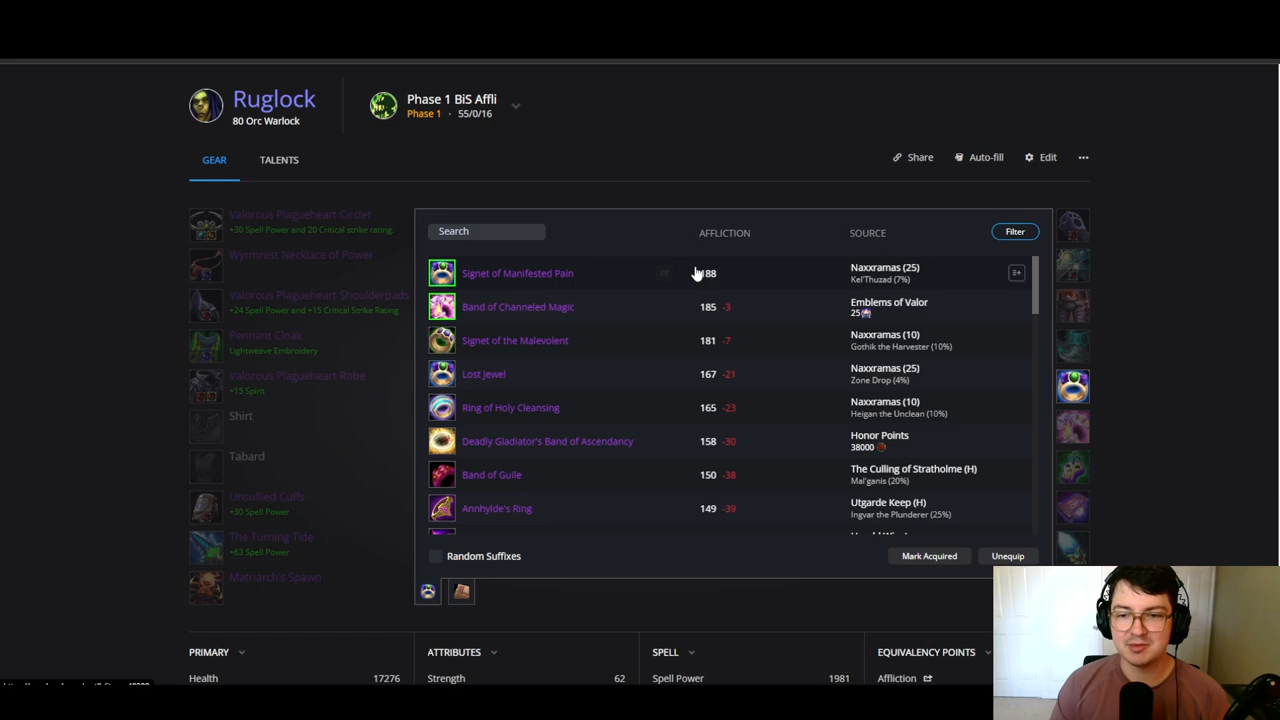 Ruglock
80 Orc Warlock
Phase 1 BiS Affli
Phase 1 · 55/0/16
GEAR
TALENTS
Share
Auto-fill
Edit
Valorous Plagueheart Circlet
+30 Spell Power and 20 Critical strike rating.
Wyrmrest Necklace of Power
Valorous Plagueheart Shoulderpads
+24 Spell Power and +15 Critical Strike Rating
Pennant Cloak
Lightweave Embroidery
Valorous Plagueheart Robe
+15 Spirit
Shirt
Tabard
Unsullied Cuffs
+30 Spell Power
The Turning Tide
+63 Spell Power
Matriarch's Spawn
Search
AFFLICTION
SOURCE
Filter
Signet of Manifested Pain
188
Naxxramas (25)
Kel'Thuzad (7%)
Band of Channeled Magic
185 -3
Emblems of Valor
25
Signet of the Malevolent
181 -7
Naxxramas (10)
Gothik the Harvester (10%)
Lost Jewel
167 -21
Naxxramas (25)
Zone Drop (4%)
Ring of Holy Cleansing
165 -23
Naxxramas (10)
Heigan the Unclean (10%)
Deadly Gladiator's Band of Ascendancy
158 -30
Honor Points
38000
Band of Guile
150 -38
The Culling of Stratholme (H)
Mal'ganis (20%)
Annhylde's Ring
149 -39
Utgarde Keep (H)
Ingvar the Plunderer (25%)
Random Suffixes
Mark Acquired
Unequip
PRIMARY
Health 17276
ATTRIBUTES
Strength 62
SPELL
Spell Power 1981
EQUIVALENCY POINTS
Affliction